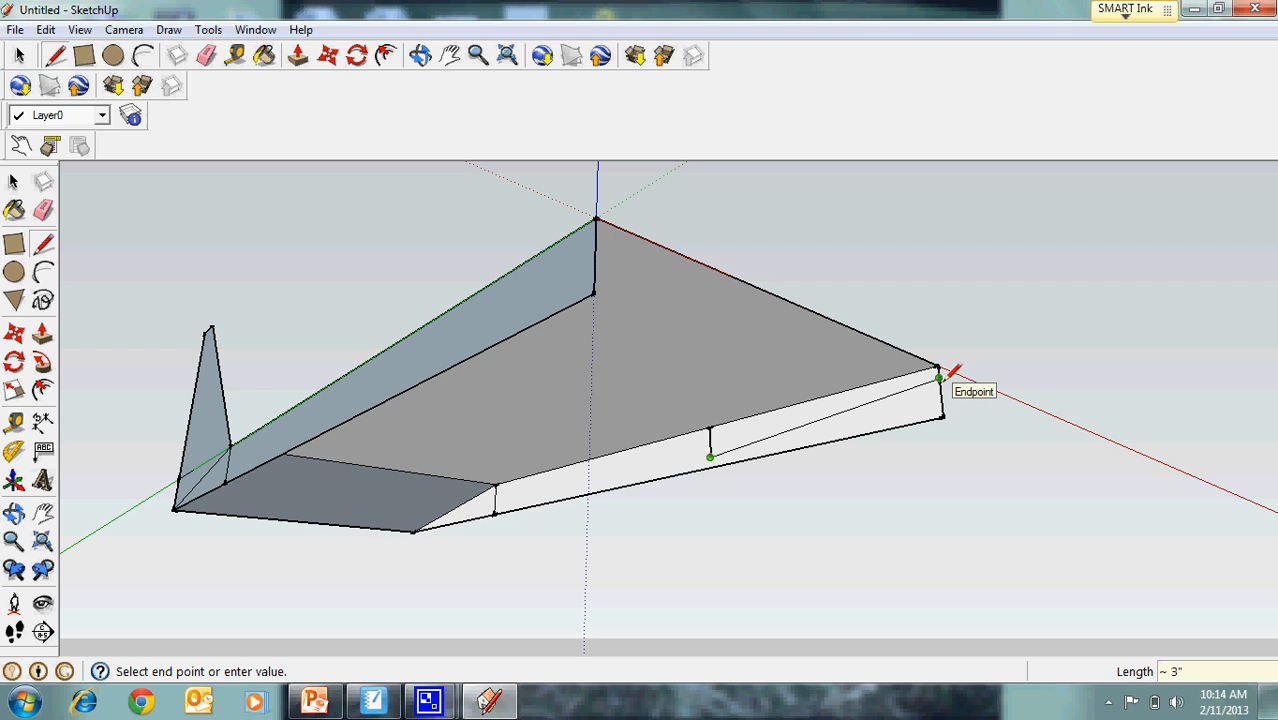 Untitled - SketchUp
SMART Ink
File Edit View Camera Draw Tools Window Help
Layer0
Endpoint
ABC
Select end point or enter value.
Length ~ 3"
10:14 AM
2/11/2013